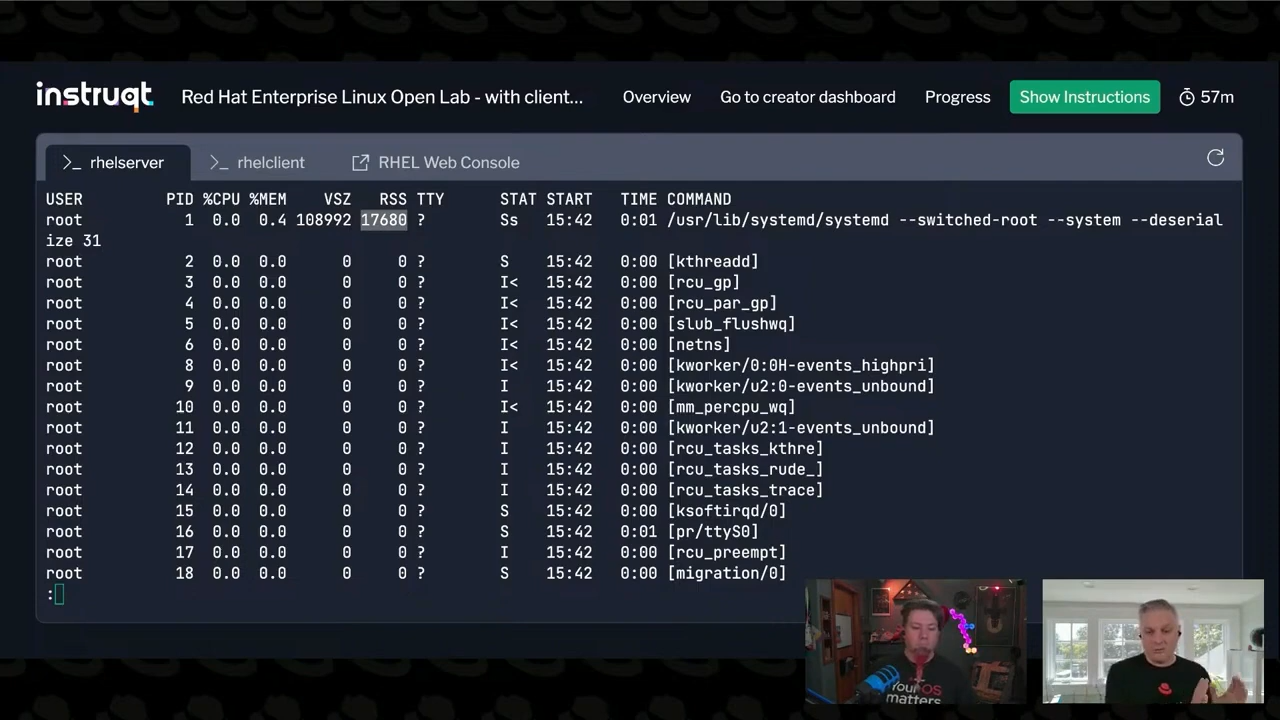 instruqt
Red Hat Enterprise Linux Open Lab - with client... Overview Go to creator dashboard Progress Show Instructions 57m
>_ rhelserver >_ rhelclient RHEL Web Console
USER PID %CPU %MEM VSZ RSS TTY STAT START TIME COMMAND
root 1 0.0 0.4 108992 17680 ? Ss 15:42 0:01 /usr/lib/systemd/systemd --switched-root --system --deserial
ize 31
root 2 0.0 0.0 0 0 ? S 15:42 0:00 [kthreadd]
root 3 0.0 0.0 0 0 ? I< 15:42 0:00 [rcu_gp]
root 4 0.0 0.0 0 0 ? I< 15:42 0:00 [rcu_par_gp]
root 5 0.0 0.0 0 0 ? I< 15:42 0:00 [slub_flushwq]
root 6 0.0 0.0 0 0 ? I< 15:42 0:00 [netns]
root 8 0.0 0.0 0 0 ? I< 15:42 0:00 [kworker/0:0H-events_highpri]
root 9 0.0 0.0 0 0 ? I 15:42 0:00 [kworker/u2:0-events_unbound]
root 10 0.0 0.0 0 0 ? I< 15:42 0:00 [mm_percpu_wq]
root 11 0.0 0.0 0 0 ? I 15:42 0:00 [kworker/u2:1-events_unbound]
root 12 0.0 0.0 0 0 ? I 15:42 0:00 [rcu_tasks_kthre]
root 13 0.0 0.0 0 0 ? I 15:42 0:00 [rcu_tasks_rude_]
root 14 0.0 0.0 0 0 ? I 15:42 0:00 [rcu_tasks_trace]
root 15 0.0 0.0 0 0 ? S 15:42 0:00 [ksoftirqd/0]
root 16 0.0 0.0 0 0 ? S 15:42 0:01 [pr/ttyS0]
root 17 0.0 0.0 0 0 ? I 15:42 0:00 [rcu_preempt]
root 18 0.0 0.0 0 0 ? S 15:42 0:00 [migration/0]
:
Your OS
matters